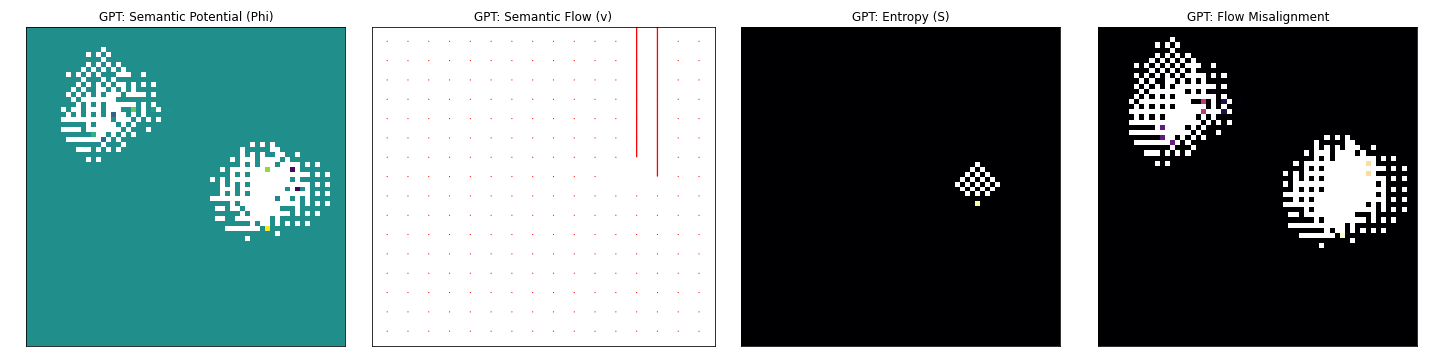 GPT: Semantic Potential (Phi)
GPT: Semantic Flow (v)
GPT: Entropy (S)
GPT: Flow Misalignment